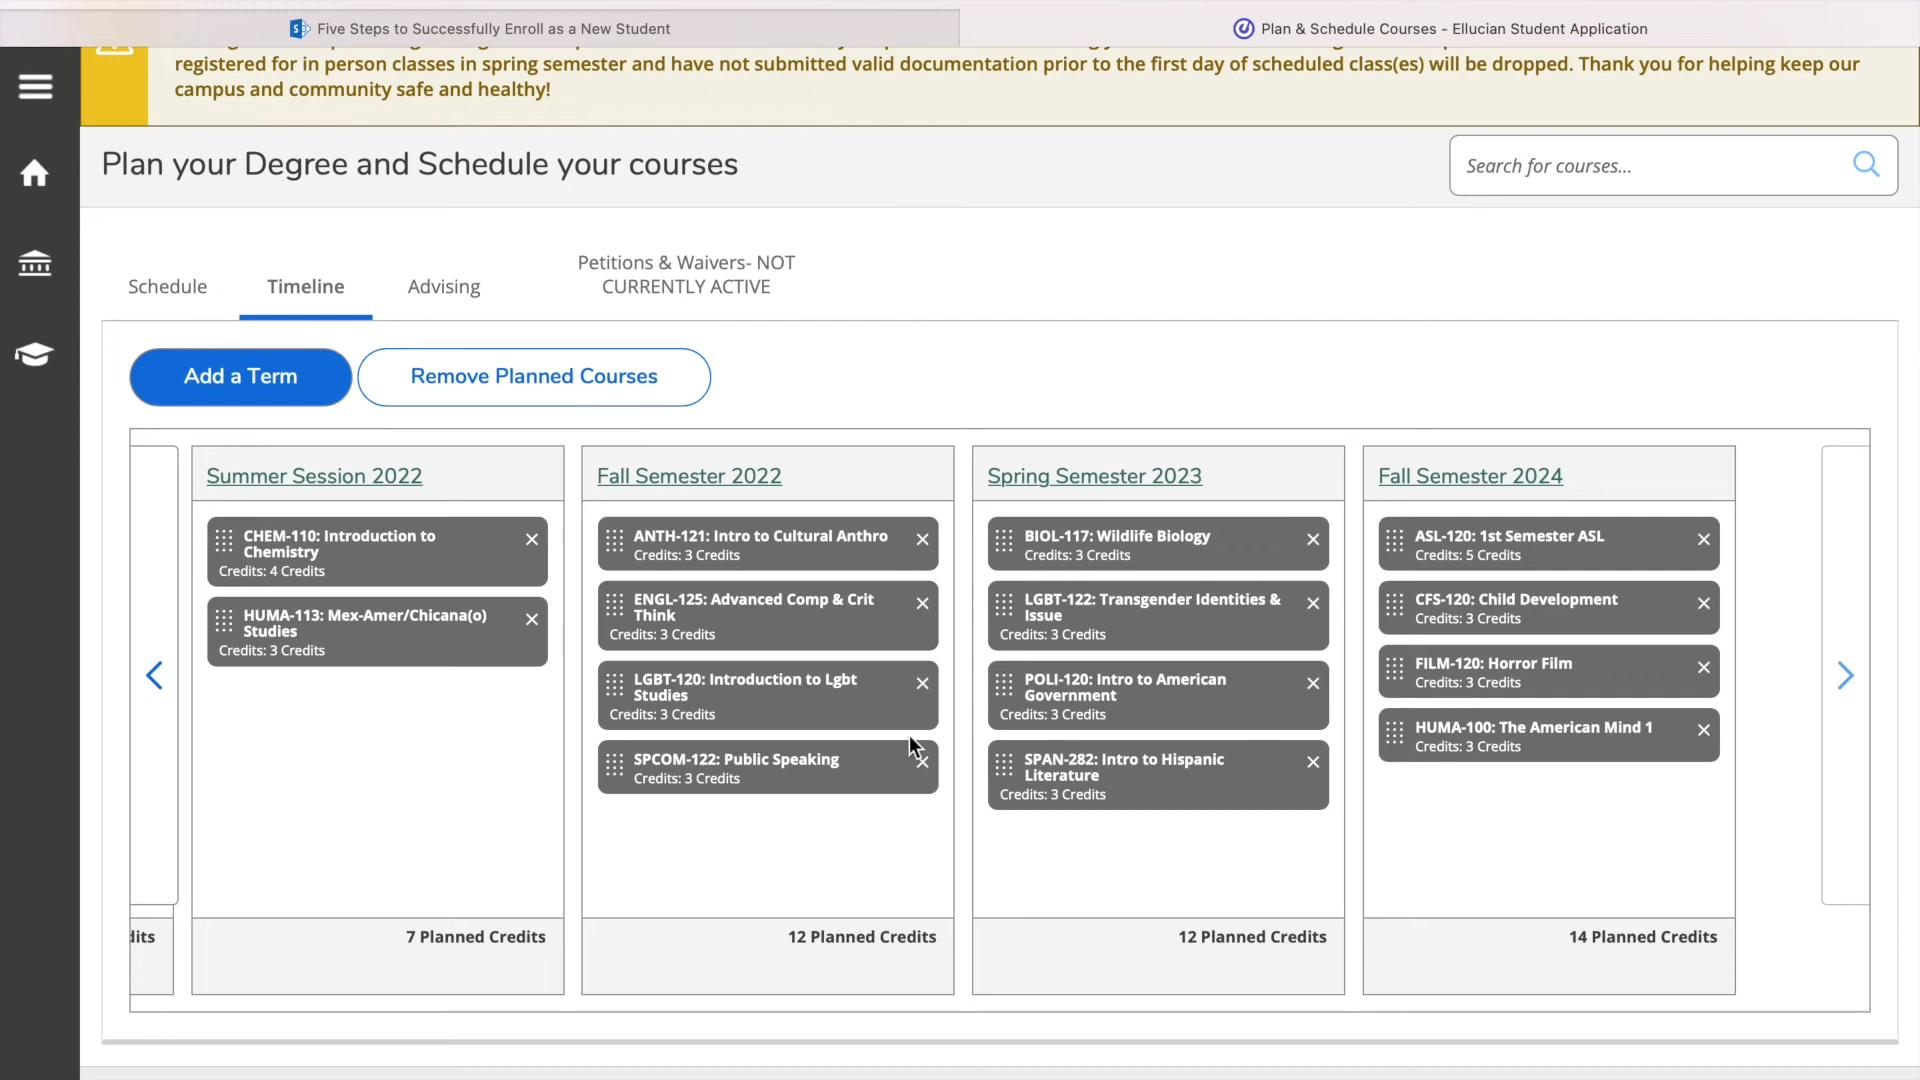 Five Steps to Successfully Enroll as a New Student
Plan & Schedule Courses - Ellucian Student Application
registered for in person classes in spring semester and have not submitted valid documentation prior to the first day of scheduled class(es) will be dropped. Thank you for helping keep our
campus and community safe and healthy!
Plan your Degree and Schedule your courses
Search for courses...
Schedule
Timeline
Advising
Petitions & Waivers- NOT
CURRENTLY ACTIVE
Add a Term
Remove Planned Courses
Summer Session 2022
CHEM-110: Introduction to
Chemistry
Credits: 4 Credits
HUMA-113: Mex-Amer/Chicana(o)
Studies
Credits: 3 Credits
7 Planned Credits
Fall Semester 2022
ANTH-121: Intro to Cultural Anthro
Credits: 3 Credits
ENGL-125: Advanced Comp & Crit
Think
Credits: 3 Credits
LGBT-120: Introduction to Lgbt
Studies
Credits: 3 Credits
SPCOM-122: Public Speaking
Credits: 3 Credits
12 Planned Credits
Spring Semester 2023
BIOL-117: Wildlife Biology
Credits: 3 Credits
LGBT-122: Transgender Identities &
Issue
Credits: 3 Credits
POLI-120: Intro to American
Government
Credits: 3 Credits
SPAN-282: Intro to Hispanic
Literature
Credits: 3 Credits
12 Planned Credits
Fall Semester 2024
ASL-120: 1st Semester ASL
Credits: 5 Credits
CFS-120: Child Development
Credits: 3 Credits
FILM-120: Horror Film
Credits: 3 Credits
HUMA-100: The American Mind 1
Credits: 3 Credits
14 Planned Credits